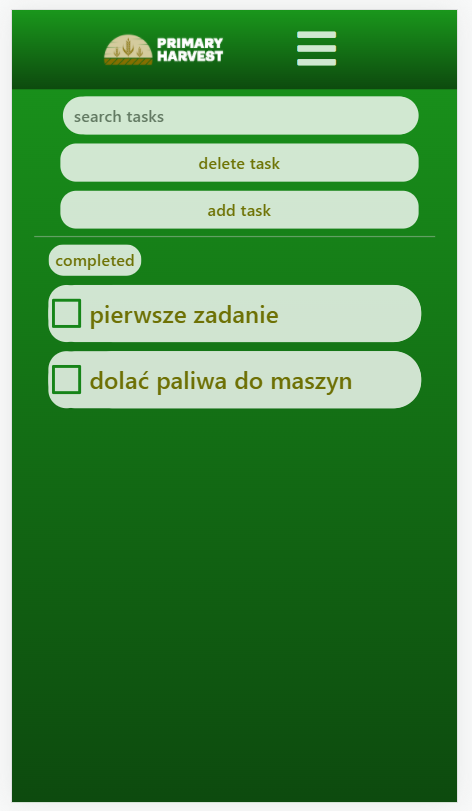 PRIMARY
HARVEST
search tasks
delete task
add task
completed
pierwsze zadanie
dolać paliwa do maszyn